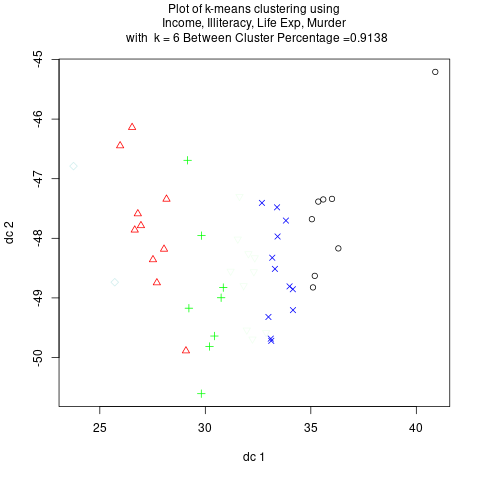 Plot of k-means clustering using
Income, Illiteracy, Life Exp, Murder
with k = 6 Between Cluster Percentage =0.9138
-45
-46
-47
-48
-49
-50
dc 2
25 30 35 40
dc 1